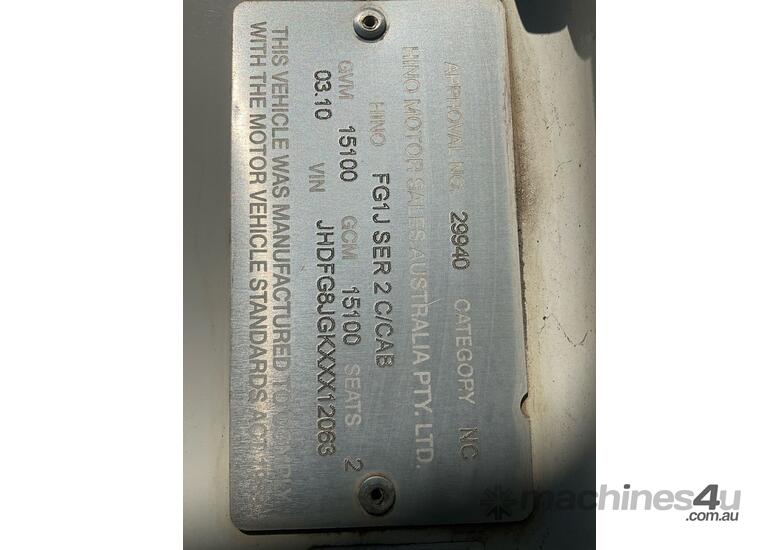 APPROVAL NO. 29940 CATEGORY NC
HINO MOTOR SALES AUSTRALIA PTY. LTD.
HINO FG1J SER 2 C/CAB
GVM 15100 GCM 15100 SEATS 2
03.10 VIN JHDFG8JGKXXX12063
THIS VEHICLE WAS MANUFACTURED TO COMPLY
WITH THE MOTOR VEHICLE STANDARDS ACT
machines4u
.com.au